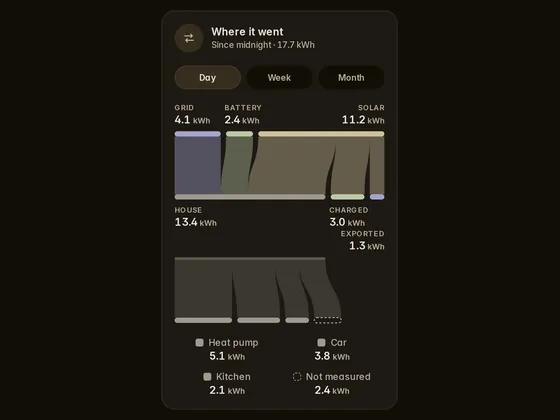 Where it went
Since midnight · 17.7 kWh
Day Week Month
GRID BATTERY SOLAR
4.1 kWh 2.4 kWh 11.2 kWh
HOUSE CHARGED
13.4 kWh 3.0 kWh
EXPORTED
1.3 kWh
Heat pump Car
5.1 kWh 3.8 kWh
Kitchen Not measured
2.1 kWh 2.4 kWh